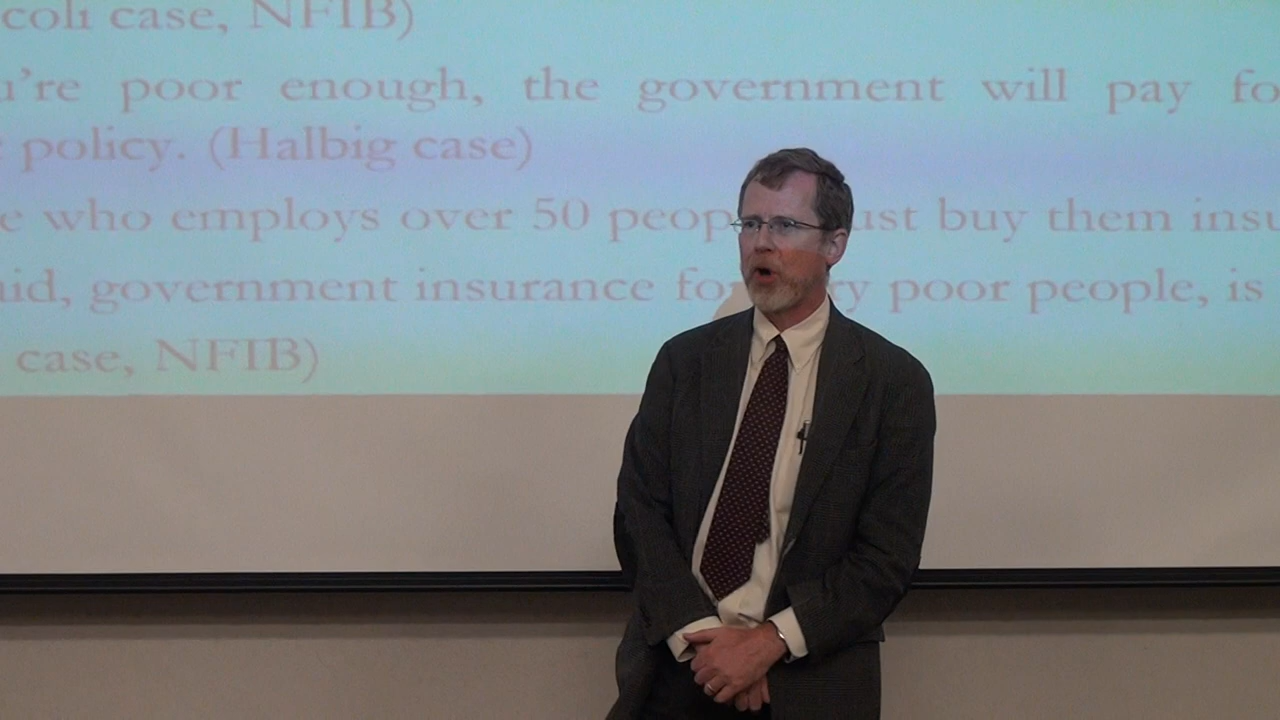 coli case, NFIB)
u're poor enough, the government will pay fo
policy. (Halbig case)
e who employs over 50 peop ust buy them insu
aid, government insurance fo ry poor people, is
case, NFIB)